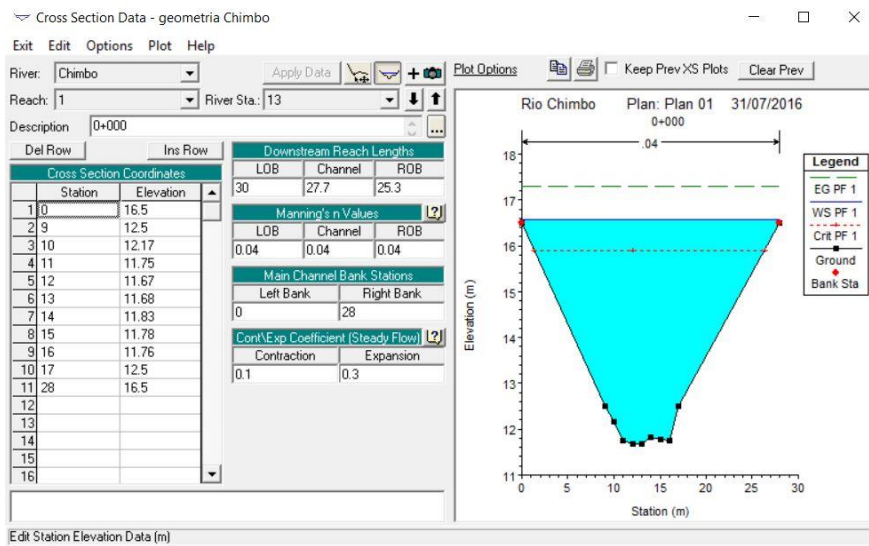 Cross Section Data - geometria Chimbo
Exit Edit Options Plot Help
River: Chimbo Apply Data
Reach: 1 River Sta.: 13
Description 0+000 ...
Del Row Ins Row
Cross Section Coordinates
Station Elevation
1 0 16.5
2 9 12.5
3 10 12.17
4 11 11.75
5 12 11.67
6 13 11.68
7 14 11.83
8 15 11.78
9 16 11.76
10 17 12.5
11 28 16.5
12
13
14
15
16
Downstream Reach Lengths
LOB Channel ROB
30 27.7 25.3
Manning's n Values ?
LOB Channel ROB
0.04 0.04 0.04
Main Channel Bank Stations
Left Bank Right Bank
0 28
Cont\Exp Coefficient (Steady Flow) ?
Contraction Expansion
0.1 0.3
Plot Options Keep Prev XS Plots Clear Prev
Rio Chimbo Plan: Plan 01 31/07/2016
0+000
.04
18
17
16
15
14
13
12
11
0 5 10 15 20 25 30
Elevation (m)
Station (m)
Legend
EG PF 1
WS PF 1
Crit PF 1
Ground
Bank Sta
Edit Station Elevation Data (m)